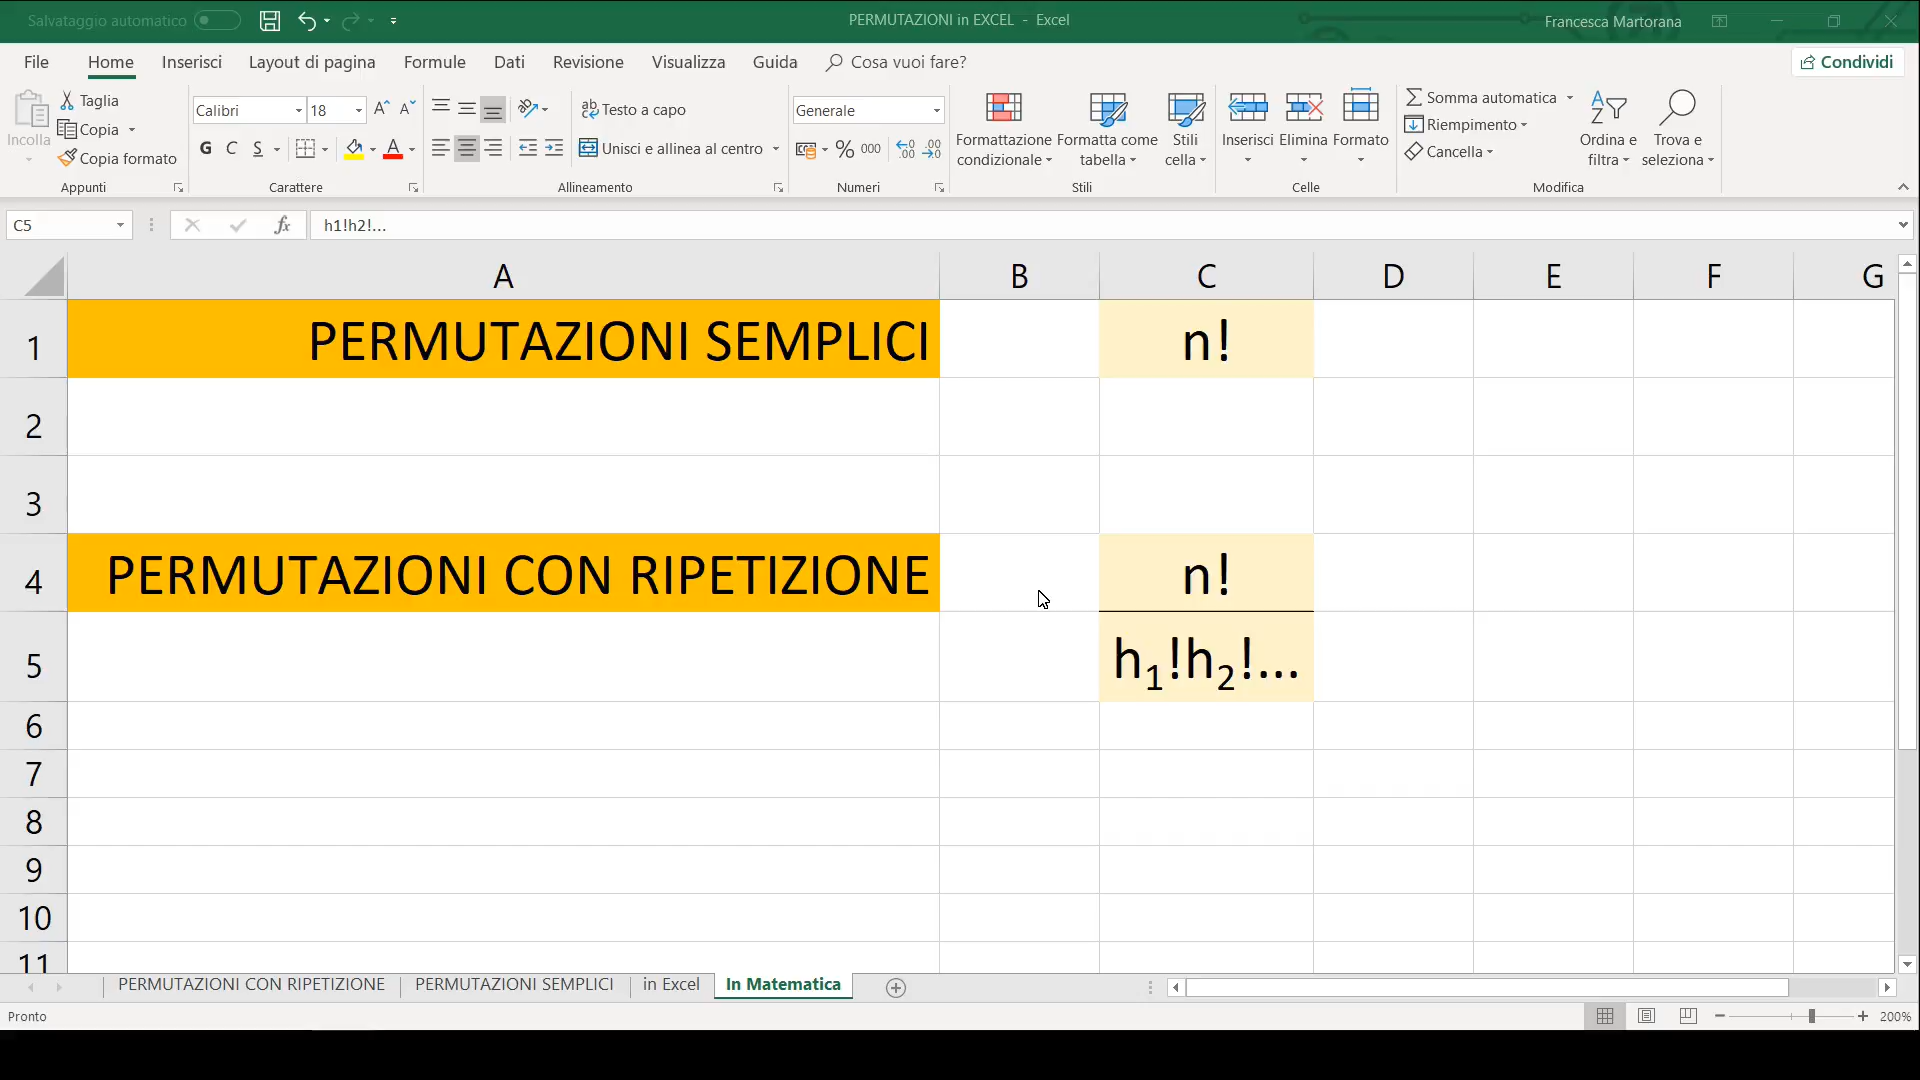 Salvataggio automatico
PERMUTAZIONI in EXCEL - Excel
Francesca Martorana
File Home Inserisci Layout di pagina Formule Dati Revisione Visualizza Guida Cosa vuoi fare?
Condividi
Incolla
Taglia
Copia
Copia formato
Appunti
Calibri 18
G C S A
Carattere
Testo a capo
Unisci e allinea al centro
Allineamento
Generale
% 000
Numeri
Formattazione condizionale
Formatta come tabella
Stili cella
Stili
Inserisci Elimina Formato
Celle
Somma automatica
Riempimento
Cancella
Ordina e filtra
Trova e seleziona
Modifica
C5
fx
h1!h2!...
A B C D E F G
1 PERMUTAZIONI SEMPLICI n!
2
3
4 PERMUTAZIONI CON RIPETIZIONE n!
5 h₁!h₂!...
6
7
8
9
10
11
PERMUTAZIONI CON RIPETIZIONE PERMUTAZIONI SEMPLICI in Excel In Matematica
Pronto
200%